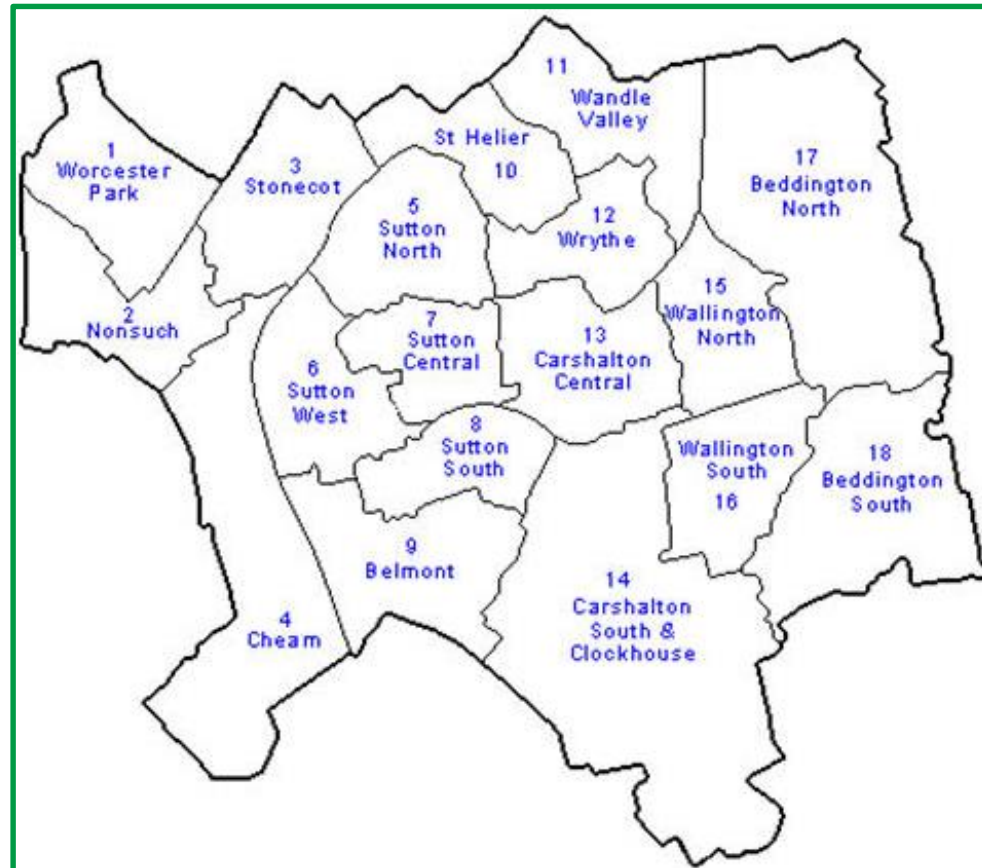 1
Worcester
Park
2
Nonsuch
3
Stonecot
4
Cheam
5
Sutton
North
6
Sutton
West
7
Sutton
Central
8
Sutton
South
9
Belmont
St Helier
10
11
Wandle
Valley
12
Wrythe
13
Carshalton
Central
14
Carshalton
South &
Clockhouse
15
Wallington
North
Wallington
South
16
17
Beddington
North
18
Beddington
South